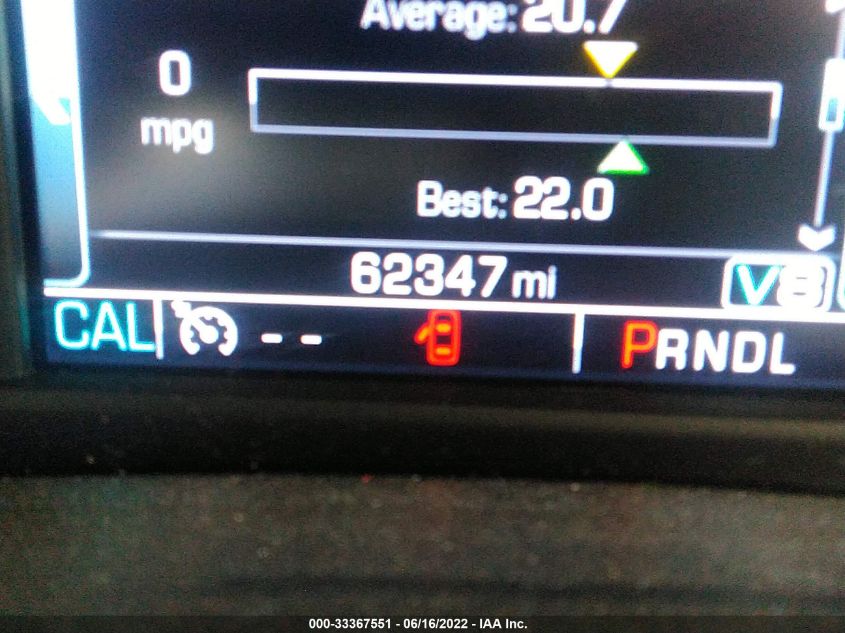 Average: 20.7
0
mpg
Best: 22.0
62347 mi
V8
CAL -- PRNDL
000-33367551 - 06/16/2022 - IAA Inc.